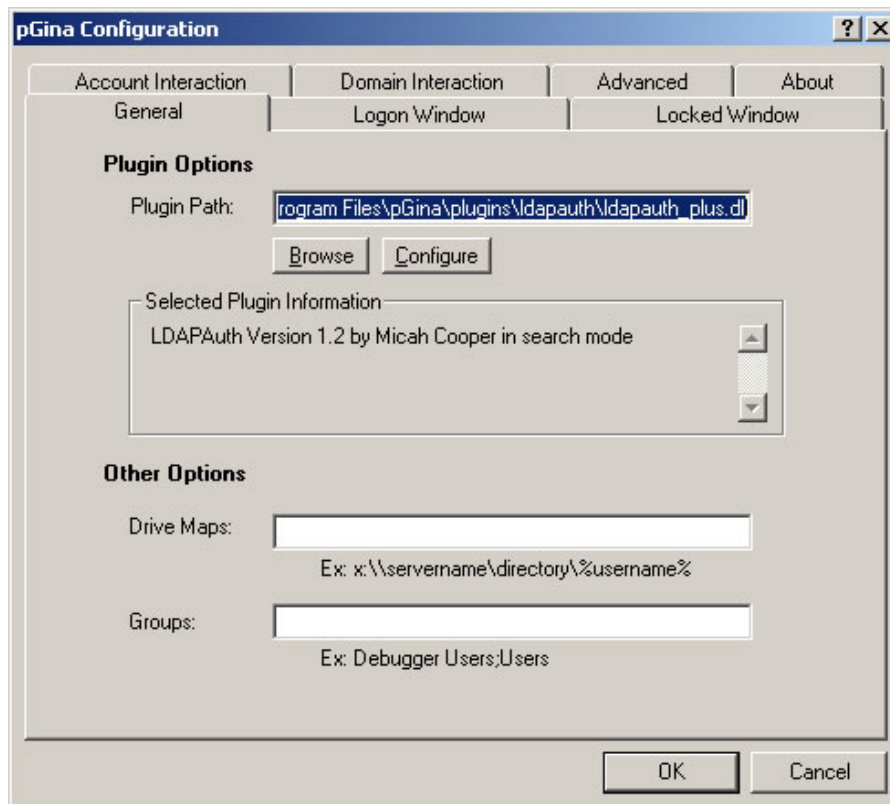 pGina Configuration
Account Interaction Domain Interaction Advanced About
General Logon Window Locked Window
Plugin Options
Plugin Path: rogram Files\pGina\plugins\ldapauth\ldapauth_plus.dl
Browse Configure
Selected Plugin Information
LDAPAuth Version 1.2 by Micah Cooper in search mode
Other Options
Drive Maps:
Ex: x:\\servername\directory\%username%
Groups:
Ex: Debugger Users;Users
OK Cancel